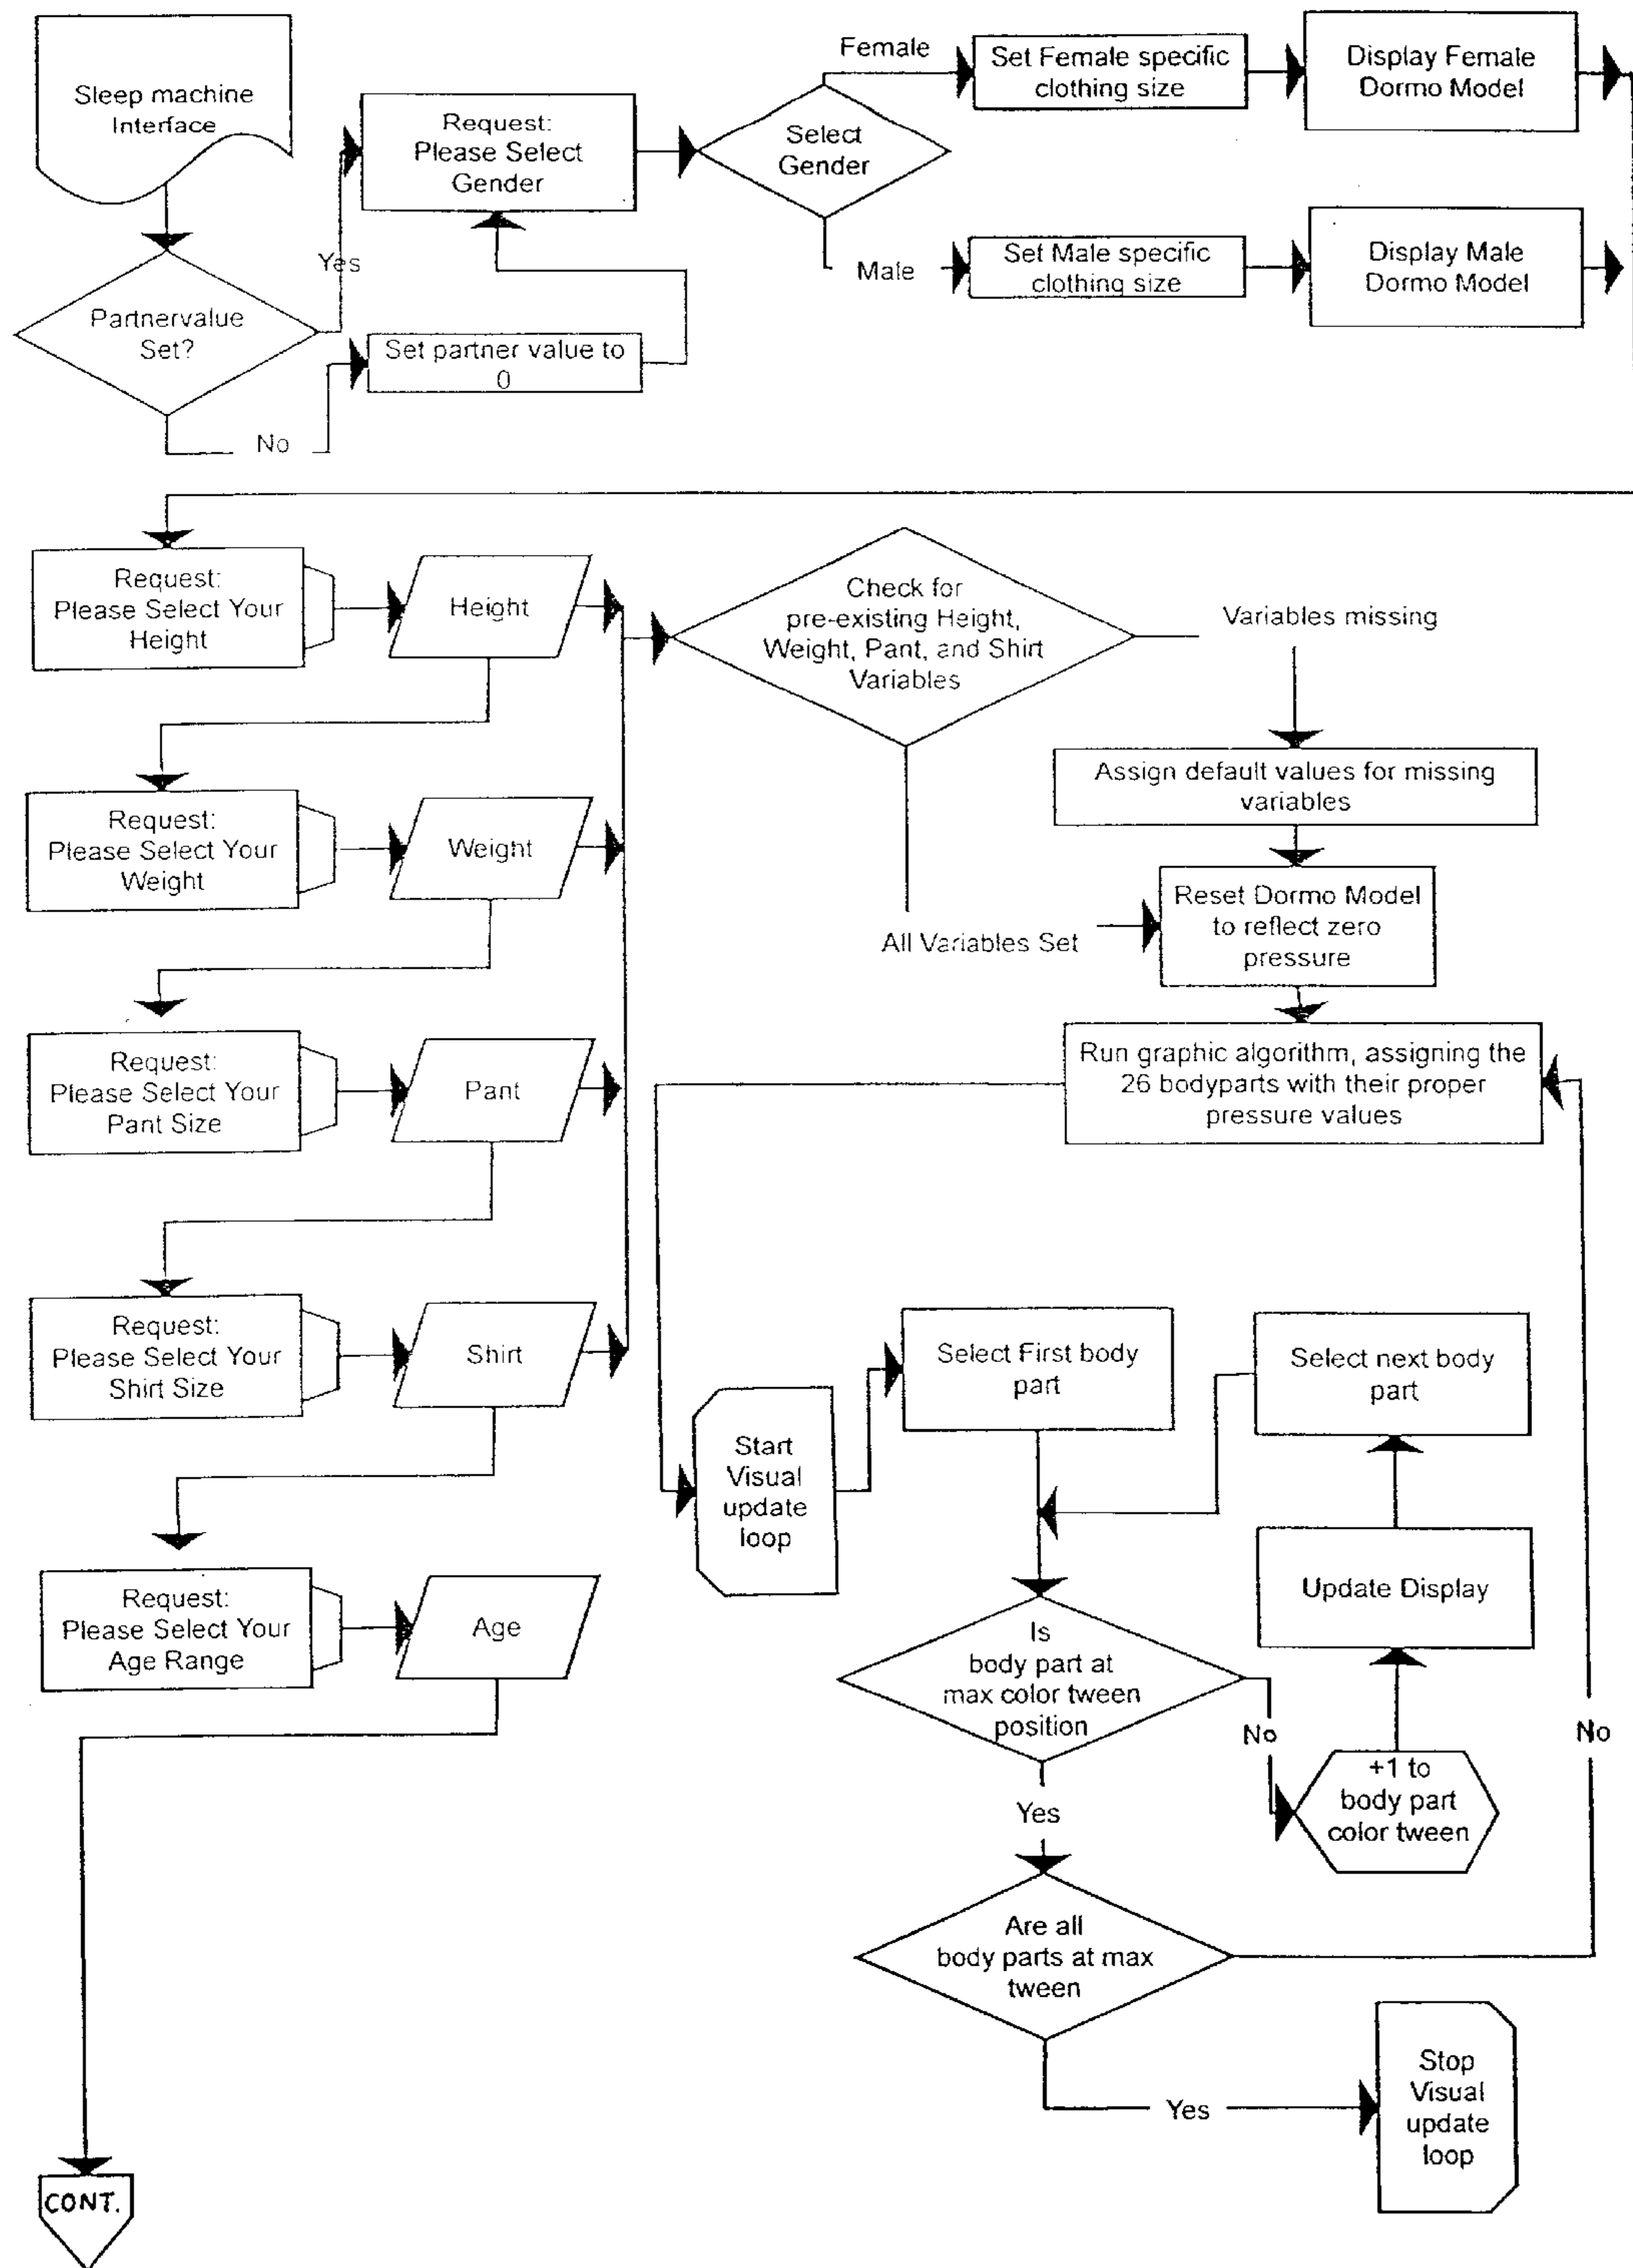 Sleep machine
Interface
Partnervalue
Set?
Yes
No
Set partner value to
0
Request:
Please Select
Gender
Select
Gender
Female
Set Female specific
clothing size
Display Female
Dormo Model
Male
Set Male specific
clothing size
Display Male
Dormo Model
Request:
Please Select Your
Height
Height
Request:
Please Select Your
Weight
Weight
Request:
Please Select Your
Pant Size
Pant
Request:
Please Select Your
Shirt Size
Shirt
Request:
Please Select Your
Age Range
Age
CONT.
Check for
pre-existing Height,
Weight, Pant, and Shirt
Variables
Variables missing
Assign default values for missing
variables
All Variables Set
Reset Dormo Model
to reflect zero
pressure
Run graphic algorithm, assigning the
26 bodyparts with their proper
pressure values
Start
Visual
update
loop
Select First body
part
Select next body
part
Update Display
Is
body part at
max color tween
position
No
+1 to
body part
color tween
No
Yes
Are all
body parts at max
tween
Yes
Stop
Visual
update
loop